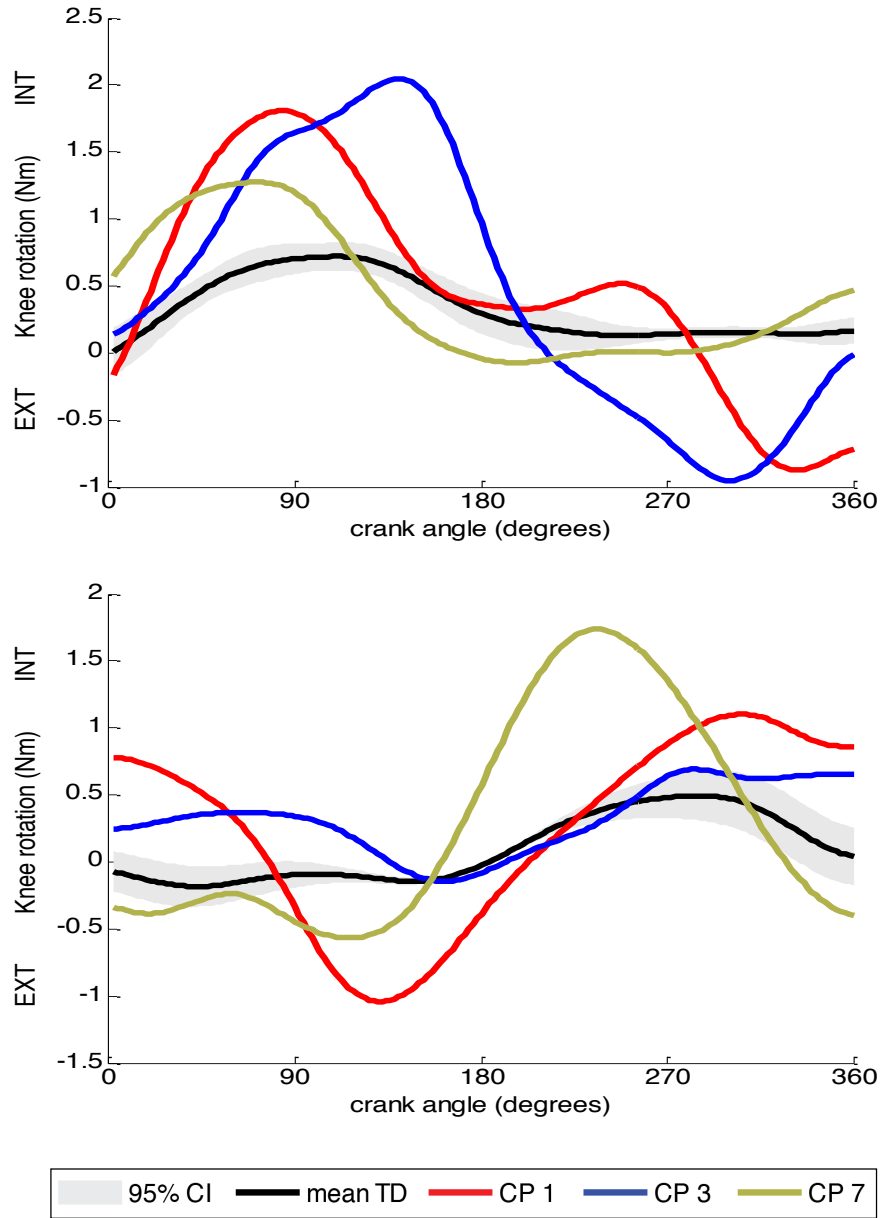 2.5
2
1.5
1
0.5
0
-0.5
-1
EXT Knee rotation (Nm) INT
0 90 180 270 360
crank angle (degrees)
2
1.5
1
0.5
0
-0.5
-1
-1.5
EXT Knee rotation (Nm) INT
0 90 180 270 360
crank angle (degrees)
95% CI mean TD CP 1 CP 3 CP 7